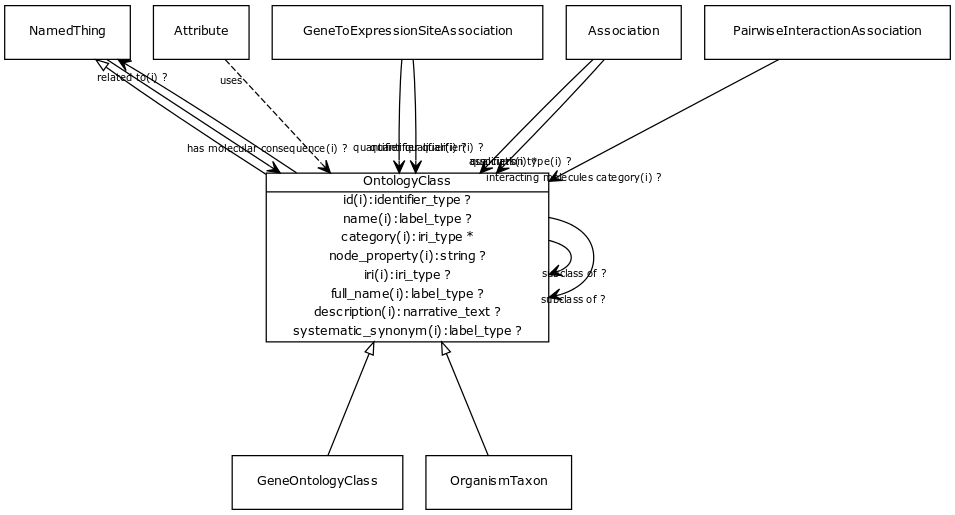 NamedThing
Attribute
GeneToExpressionSiteAssociation
Association
PairwiseInteractionAssociation
related to(i) ?
uses
has molecular consequence(i) ?
quantifier qualifier(i) ?
interacting molecules category(i) ?
OntologyClass
id(i):identifier_type ?
name(i):label_type ?
category(i):iri_type *
node_property(i):string ?
iri(i):iri_type ?
full_name(i):label_type ?
description(i):narrative_text ?
systematic_synonym(i):label_type ?
subclass of ?
subclass of ?
GeneOntologyClass
OrganismTaxon